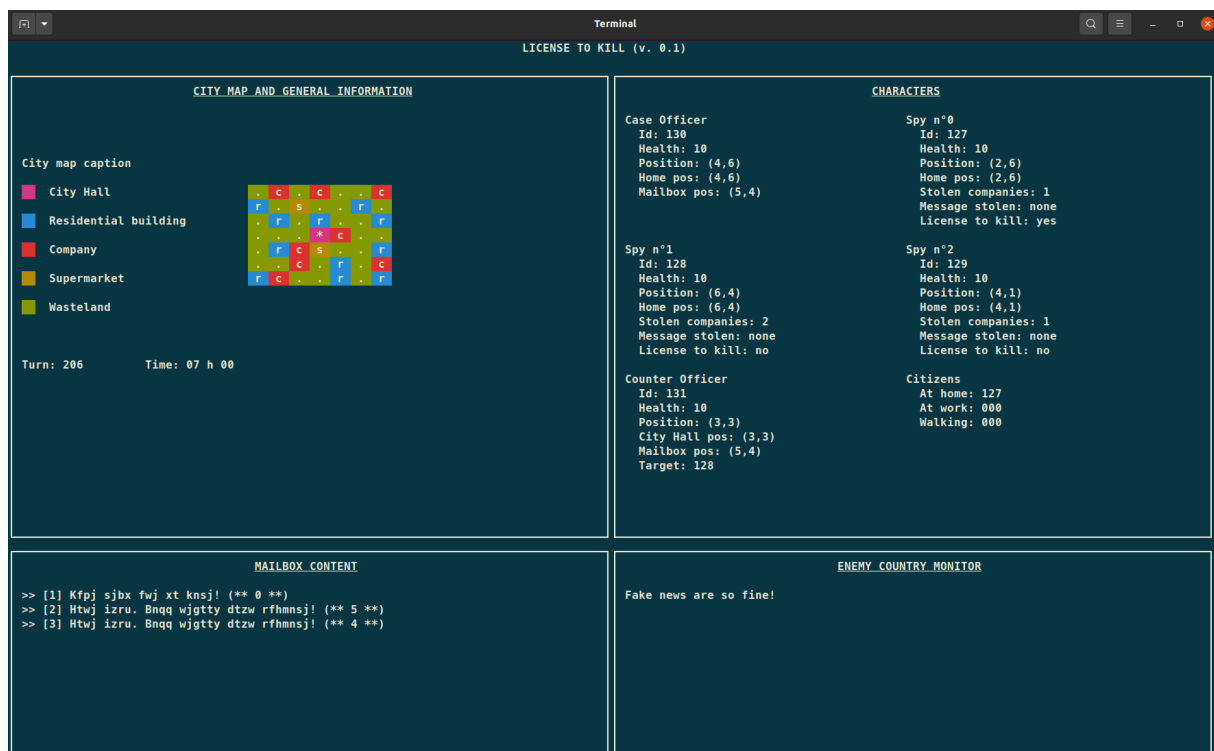 Terminal
LICENSE TO KILL (v. 0.1)
CITY MAP AND GENERAL INFORMATION
City map caption
City Hall
Residential building
Company
Supermarket
Wasteland
. c . c . . c
r . s . . r .
. r . r . . r
. . . * c . .
. r c s . . r
. . c . r . c
r c . . r . r
Turn: 206 Time: 07 h 00
CHARACTERS
Case Officer
Id: 130
Health: 10
Position: (4,6)
Home pos: (4,6)
Mailbox pos: (5,4)
Spy n°0
Id: 127
Health: 10
Position: (2,6)
Home pos: (2,6)
Stolen companies: 1
Message stolen: none
License to kill: yes
Spy n°1
Id: 128
Health: 10
Position: (6,4)
Home pos: (6,4)
Stolen companies: 2
Message stolen: none
License to kill: no
Spy n°2
Id: 129
Health: 10
Position: (4,1)
Home pos: (4,1)
Stolen companies: 1
Message stolen: none
License to kill: no
Counter Officer
Id: 131
Health: 10
Position: (3,3)
City Hall pos: (3,3)
Mailbox pos: (5,4)
Target: 128
Citizens
At home: 127
At work: 000
Walking: 000
MAILBOX CONTENT
>> [1] Kfpj sjbx fwj xt knsj! (** 0 **)
>> [2] Htwj izru. Bnqq wjgtty dtzw rfhmnsj! (** 5 **)
>> [3] Htwj izru. Bnqq wjgtty dtzw rfhmnsj! (** 4 **)
ENEMY COUNTRY MONITOR
Fake news are so fine!